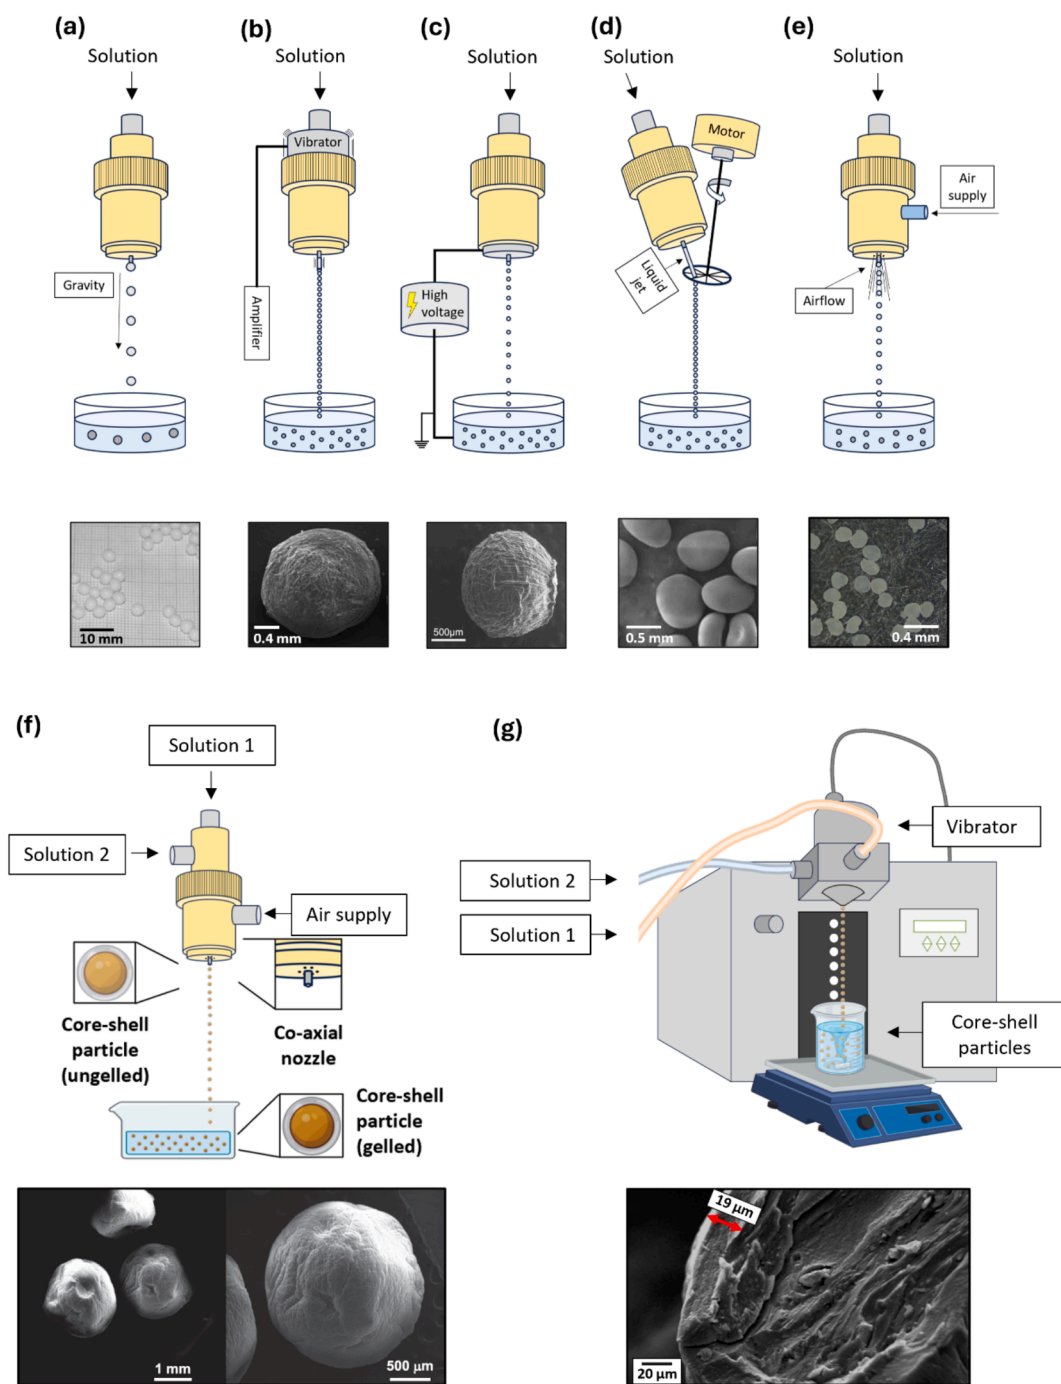 (a)
Solution
Gravity
10 mm
(b)
Solution
Vibrator
Amplifier
0.4 mm
(c)
Solution
High
voltage
500µm
(d)
Solution
Motor
Liquid
jet
0.5 mm
(e)
Solution
Air
supply
Airflow
0.4 mm
(f)
Solution 1
Solution 2
Air supply
Core-shell
particle
(ungelled)
Co-axial
nozzle
Core-shell
particle
(gelled)
1 mm
500 µm
(g)
Vibrator
Solution 2
Solution 1
Core-shell
particles
19 µm
20 µm